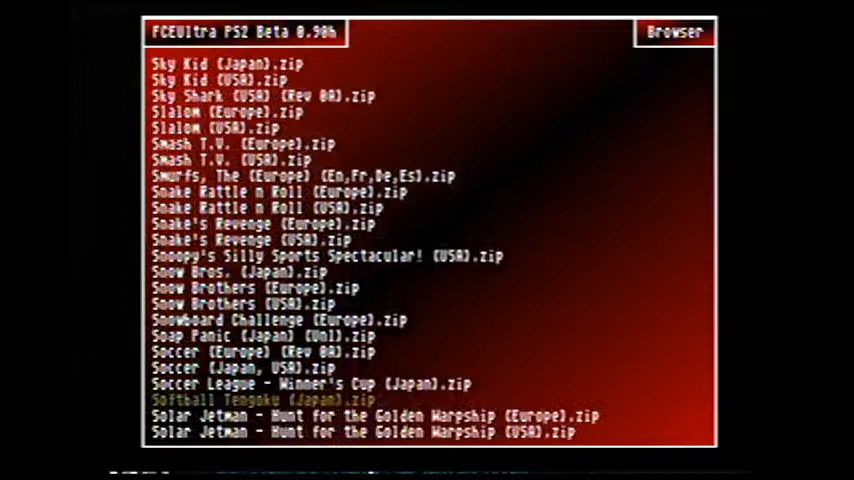 FCEUltra PS2 Beta 0.90h
Browser
Sky Kid (Japan).zip
Sky Kid (USA).zip
Sky Shark (USA) (Rev 0A).zip
Slalom (Europe).zip
Slalom (USA).zip
Smash T.V. (Europe).zip
Smash T.V. (USA).zip
Smurfs, The (Europe) (En,Fr,De,Es).zip
Snake Rattle n Roll (Europe).zip
Snake Rattle n Roll (USA).zip
Snake's Revenge (Europe).zip
Snake's Revenge (USA).zip
Snoopy's Silly Sports Spectacular! (USA).zip
Snow Bros. (Japan).zip
Snow Brothers (Europe).zip
Snow Brothers (USA).zip
Snowboard Challenge (Europe).zip
Soap Panic (Japan) (Unl).zip
Soccer (Europe) (Rev 0A).zip
Soccer (Japan, USA).zip
Soccer League - Winner's Cup (Japan).zip
Softball Tengoku (Japan).zip
Solar Jetman - Hunt for the Golden Warpship (Europe).zip
Solar Jetman - Hunt for the Golden Warpship (USA).zip